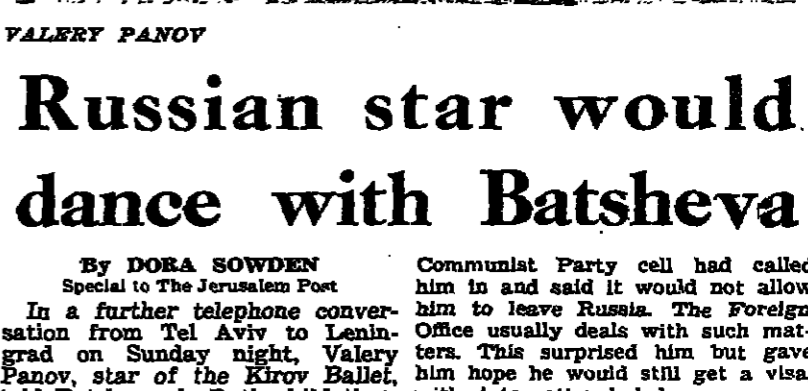 VALERY PANOV
Russian star would
dance with Batsheva
By DORA SOWDEN
Special to The Jerusalem Post
In a further telephone conver-
sation from Tel Aviv to Lenin-
grad on Sunday night, Valery
Panov, star of the Kirov Ballet,
Communist Party cell had called
him in and said it would not allow
him to leave Russia. The Foreign
Office usually deals with such mat-
ters. This surprised him but gave
him hope he would still get a visa